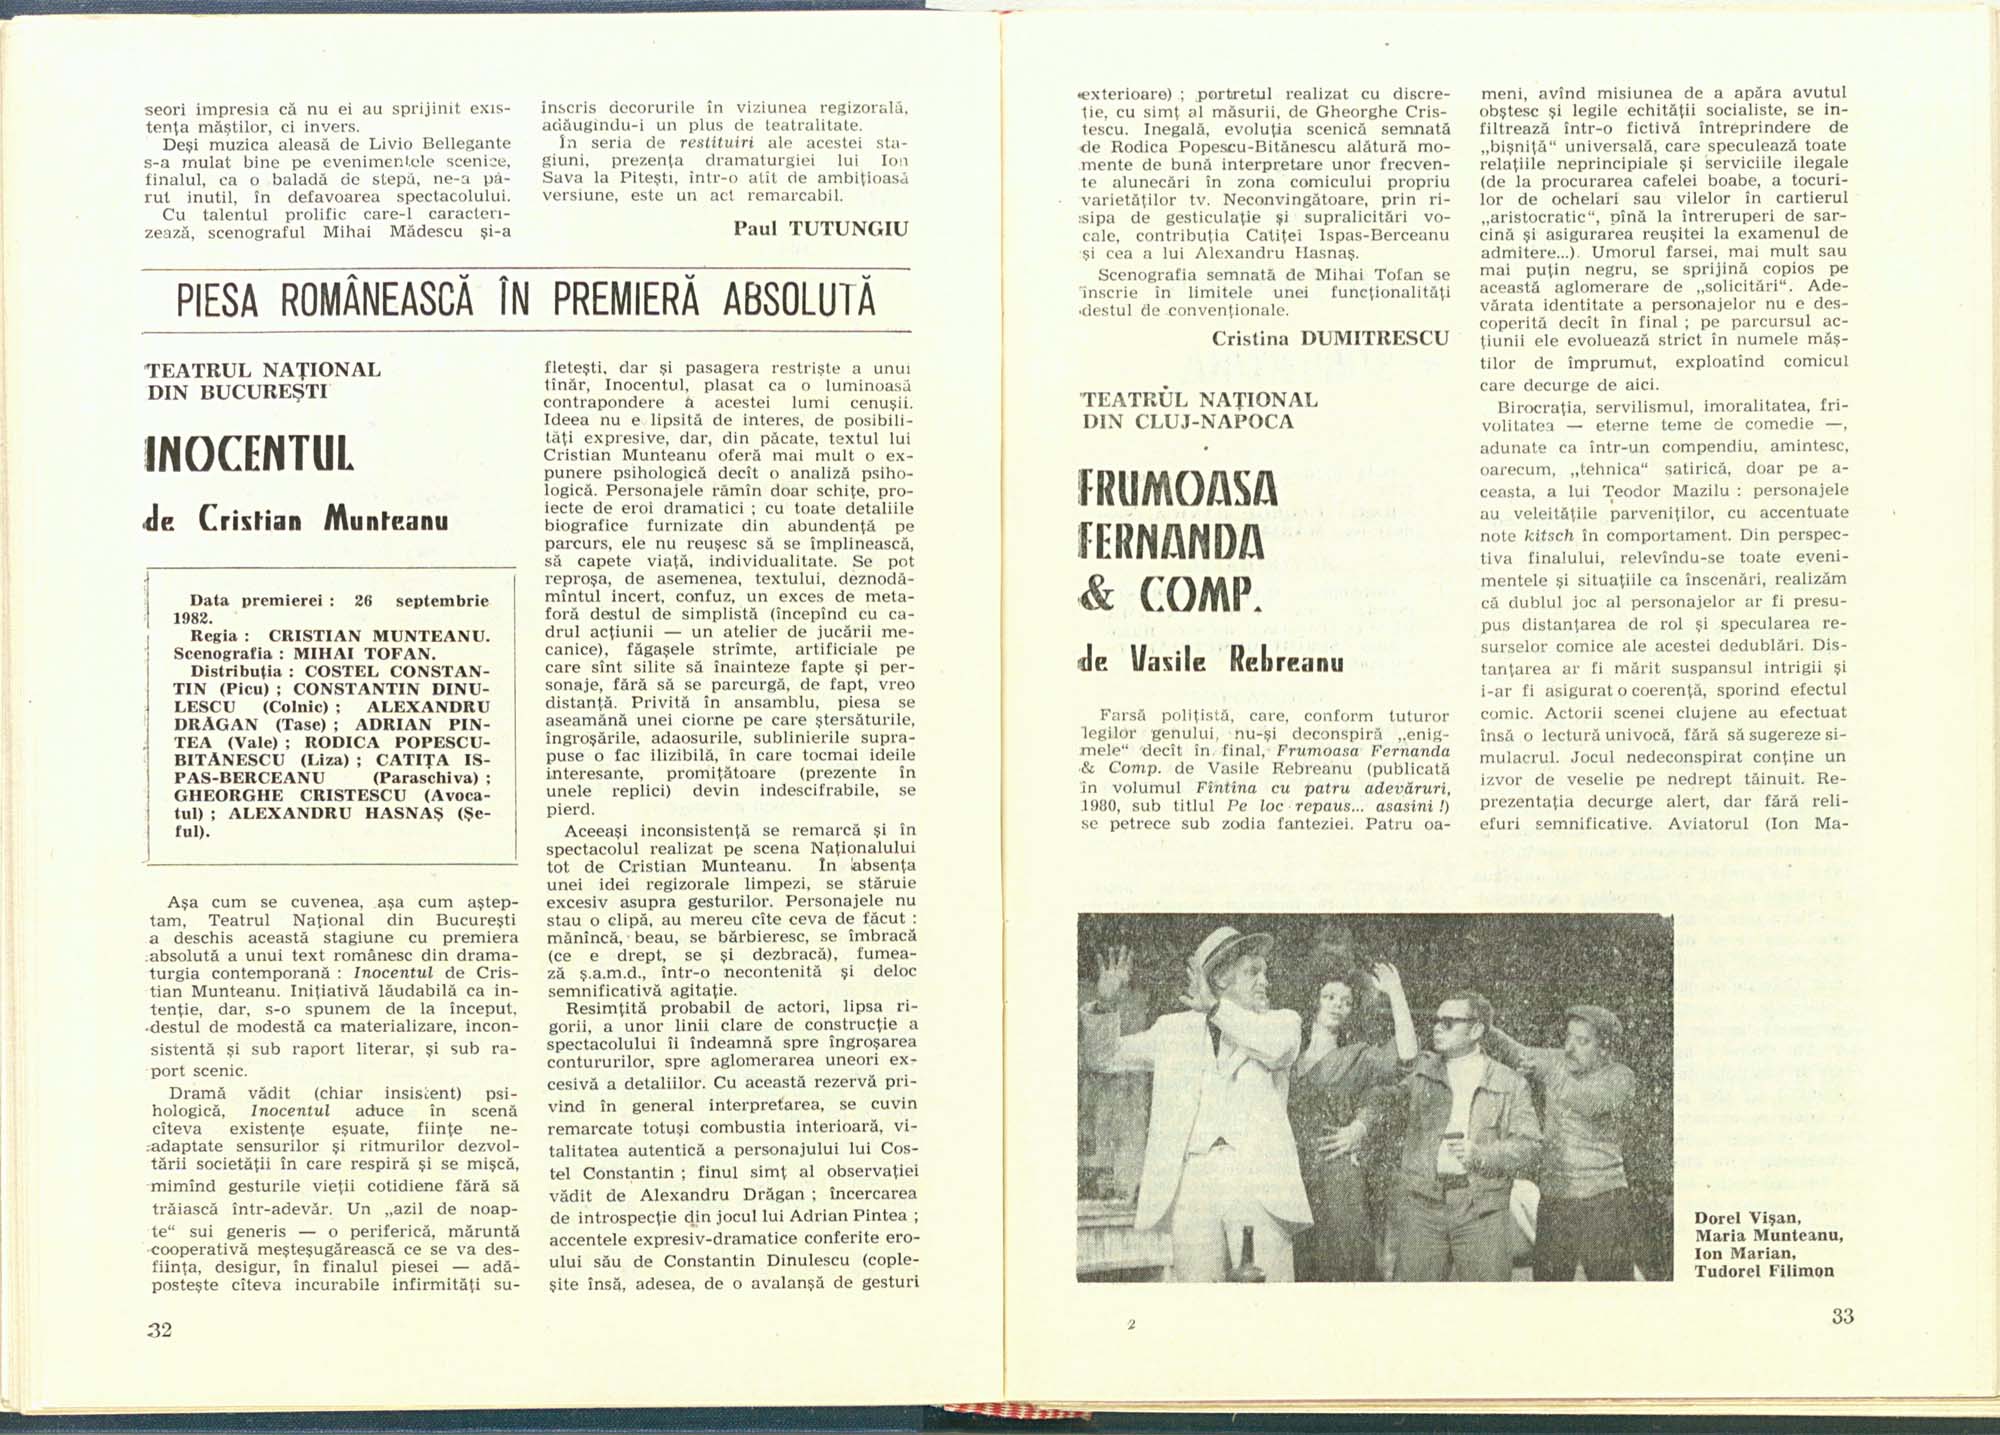 seori impresia că nu ei au sprijinit exis-
tența măștilor, ci invers.
Deși muzica aleasă de Livio Bellegante
s-a mulat bine pe evenimentele scenice,
finalul, ca o baladă de stepă, ne-a pă-
rut inutil, în defavoarea spectacolului.
Cu talentul prolific care-l caracteri-
zează, scenograful Mihai Mădescu și-a
înscris decorurile în viziunea regizorală,
adăugindu-i un plus de teatralitate.
În seria de restituiri ale acestei sta-
giuni, prezența dramaturgiei lui Ion
Sava la Pitești, într-o atît de ambițioasă
versiune, este un act remarcabil.
Paul TUTUNGIU
PIESA ROMÂNEASCĂ ÎN PREMIERĂ ABSOLUTĂ
TEATRUL NAȚIONAL
DIN BUCUREȘTI
INOCENTUL
de Cristian Munteanu
Data premierei : 26 septembrie
1982.
Regia : CRISTIAN MUNTEANU.
Scenografia : MIHAI TOFAN.
Distribuția : COSTEL CONSTAN-
TIN (Picu) ; CONSTANTIN DINU-
LESCU (Colnic) ; ALEXANDRU
DRĂGAN (Tase) ; ADRIAN PIN-
TEA (Vale) ; RODICA POPESCU-
BITĂNESCU (Liza) ; CATIȚA IS-
PAS-BERCEANU (Paraschiva) ;
GHEORGHE CRISTESCU (Avoca-
tul) ; ALEXANDRU HASNAȘ (Șe-
ful).
Așa cum se cuvenea, așa cum aștep-
tam, Teatrul Național din București
a deschis această stagiune cu premiera
absolută a unui text românesc din drama-
turgia contemporană : Inocentul de Cris-
tian Munteanu. Inițiativă lăudabilă ca in-
tenție, dar, s-o spunem de la început,
destul de modestă ca materializare, incon-
sistentă și sub raport literar, și sub ra-
port scenic.
Dramă vădit (chiar insistent) psi-
hologică, Inocentul aduce în scenă
cîteva existențe eșuate, ființe ne-
adaptate sensurilor și ritmurilor dezvol-
tării societății în care respiră și se mișcă,
mimînd gesturile vieții cotidiene fără să
trăiască într-adevăr. Un „azil de noap-
te“ sui generis — o periferică, măruntă
cooperativă meșteșugărească ce se va des-
ființa, desigur, în finalul piesei — adă-
postește cîteva incurabile infirmități su-
fletești, dar și pasagera restriște a unui
tînăr, Inocentul, plasat ca o luminoasă
contrapondere a acestei lumi cenușii.
Ideea nu e lipsită de interes, de posibili-
tăți expresive, dar, din păcate, textul lui
Cristian Munteanu oferă mai mult o ex-
punere psihologică decît o analiză psiho-
logică. Personajele rămîn doar schițe, pro-
iecte de eroi dramatici ; cu toate detaliile
biografice furnizate din abundență pe
parcurs, ele nu reușesc să se împlinească,
să capete viață, individualitate. Se pot
reproșa, de asemenea, textului, deznodă-
mîntul incert, confuz, un exces de meta-
foră destul de simplistă (începînd cu ca-
drul acțiunii — un atelier de jucării me-
canice), făgașele strîmte, artificiale pe
care sînt silite să înainteze fapte și per-
sonaje, fără să se parcurgă, de fapt, vreo
distanță. Privită în ansamblu, piesa se
aseamănă unei ciorne pe care ștersăturile,
îngroșările, adaosurile, sublinierile supra-
puse o fac ilizibilă, în care tocmai ideile
interesante, promițătoare (prezente în
unele replici) devin indescifrabile, se
pierd.
Aceeași inconsistență se remarcă și în
spectacolul realizat pe scena Naționalului
tot de Cristian Munteanu. În absența
unei idei regizorale limpezi, se stăruie
excesiv asupra gesturilor. Personajele nu
stau o clipă, au mereu cîte ceva de făcut :
mănîncă, beau, se bărbieresc, se îmbracă
(ce e drept, se și dezbracă), fumea-
ză ș.a.m.d., într-o necontenită și deloc
semnificativă agitație.
Resimțită probabil de actori, lipsa ri-
gorii, a unor linii clare de construcție a
spectacolului îi îndeamnă spre îngroșarea
contururilor, spre aglomerarea uneori ex-
cesivă a detaliilor. Cu această rezervă pri-
vind în general interpretarea, se cuvin
remarcate totuși combustia interioară, vi-
talitatea autentică a personajului lui Cos-
tel Constantin ; finul simț al observației
vădit de Alexandru Drăgan ; încercarea
de introspecție din jocul lui Adrian Pintea ;
accentele expresiv-dramatice conferite ero-
ului său de Constantin Dinulescu (cople-
șite însă, adesea, de o avalanșă de gesturi
32
exterioare) ; portretul realizat cu discre-
ție, cu simț al măsurii, de Gheorghe Cris-
tescu. Inegală, evoluția scenică semnată
de Rodica Popescu-Bitănescu alătură mo-
mente de bună interpretare unor frecven-
te alunecări în zona comicului propriu
varietăților tv. Neconvingătoare, prin ri-
sipa de gesticulație și supralicitări vo-
cale, contribuția Catiței Ispas-Berceanu
și cea a lui Alexandru Hasnaș.
Scenografia semnată de Mihai Tofan se
înscrie în limitele unei funcționalități
destul de convenționale.
Cristina DUMITRESCU
TEATRUL NAȚIONAL
DIN CLUJ-NAPOCA
FRUMOASA
FERNANDA
& COMP.
de Vasile Rebreanu
Farsă polițistă, care, conform tuturor
legilor genului, nu-și deconspiră „enig-
mele“ decît în final, Frumoasa Fernanda
& Comp. de Vasile Rebreanu (publicată
în volumul Fîntîna cu patru adevăruri,
1980, sub titlul Pe loc repaus... asasini !)
se petrece sub zodia fanteziei. Patru oa-
meni, avînd misiunea de a apăra avutul
obștesc și legile echității socialiste, se in-
filtrează într-o fictivă întreprindere de
„bișniță“ universală, care speculează toate
relațiile neprincipiale și serviciile ilegale
(de la procurarea cafelei boabe, a tocuri-
lor de ochelari sau vilelor în cartierul
„aristocratic“, pînă la întreruperi de sar-
cină și asigurarea reușitei la examenul de
admitere...). Umorul farsei, mai mult sau
mai puțin negru, se sprijină copios pe
această aglomerare de „solicitări“. Ade-
vărata identitate a personajelor nu e des-
coperită decît în final ; pe parcursul ac-
țiunii ele evoluează strict în numele măș-
tilor de împrumut, exploatînd comicul
care decurge de aici.
Birocrația, servilismul, imoralitatea, fri-
volitatea — eterne teme de comedie —,
adunate ca într-un compendiu, amintesc,
oarecum, „tehnica“ satirică, doar pe a-
ceasta, a lui Teodor Mazilu : personajele
au veleitățile parveniților, cu accentuate
note kitsch în comportament. Din perspec-
tiva finalului, relevîndu-se toate eveni-
mentele și situațiile ca înscenări, realizăm
că dublul joc al personajelor ar fi presu-
pus distanțarea de rol și specularea re-
surselor comice ale acestei dedublări. Dis-
tanțarea ar fi mărit suspansul intrigii și
i-ar fi asigurat o coerență, sporind efectul
comic. Actorii scenei clujene au efectuat
însă o lectură univocă, fără să sugereze si-
mulacrul. Jocul nedeconspirat conține un
izvor de veselie pe nedrept tăinuit. Re-
prezentația decurge alert, dar fără reli-
efuri semnificative. Aviatorul (Ion Ma-
Dorel Vișan,
Maria Munteanu,
Ion Marian,
Tudorel Filimon
2
33